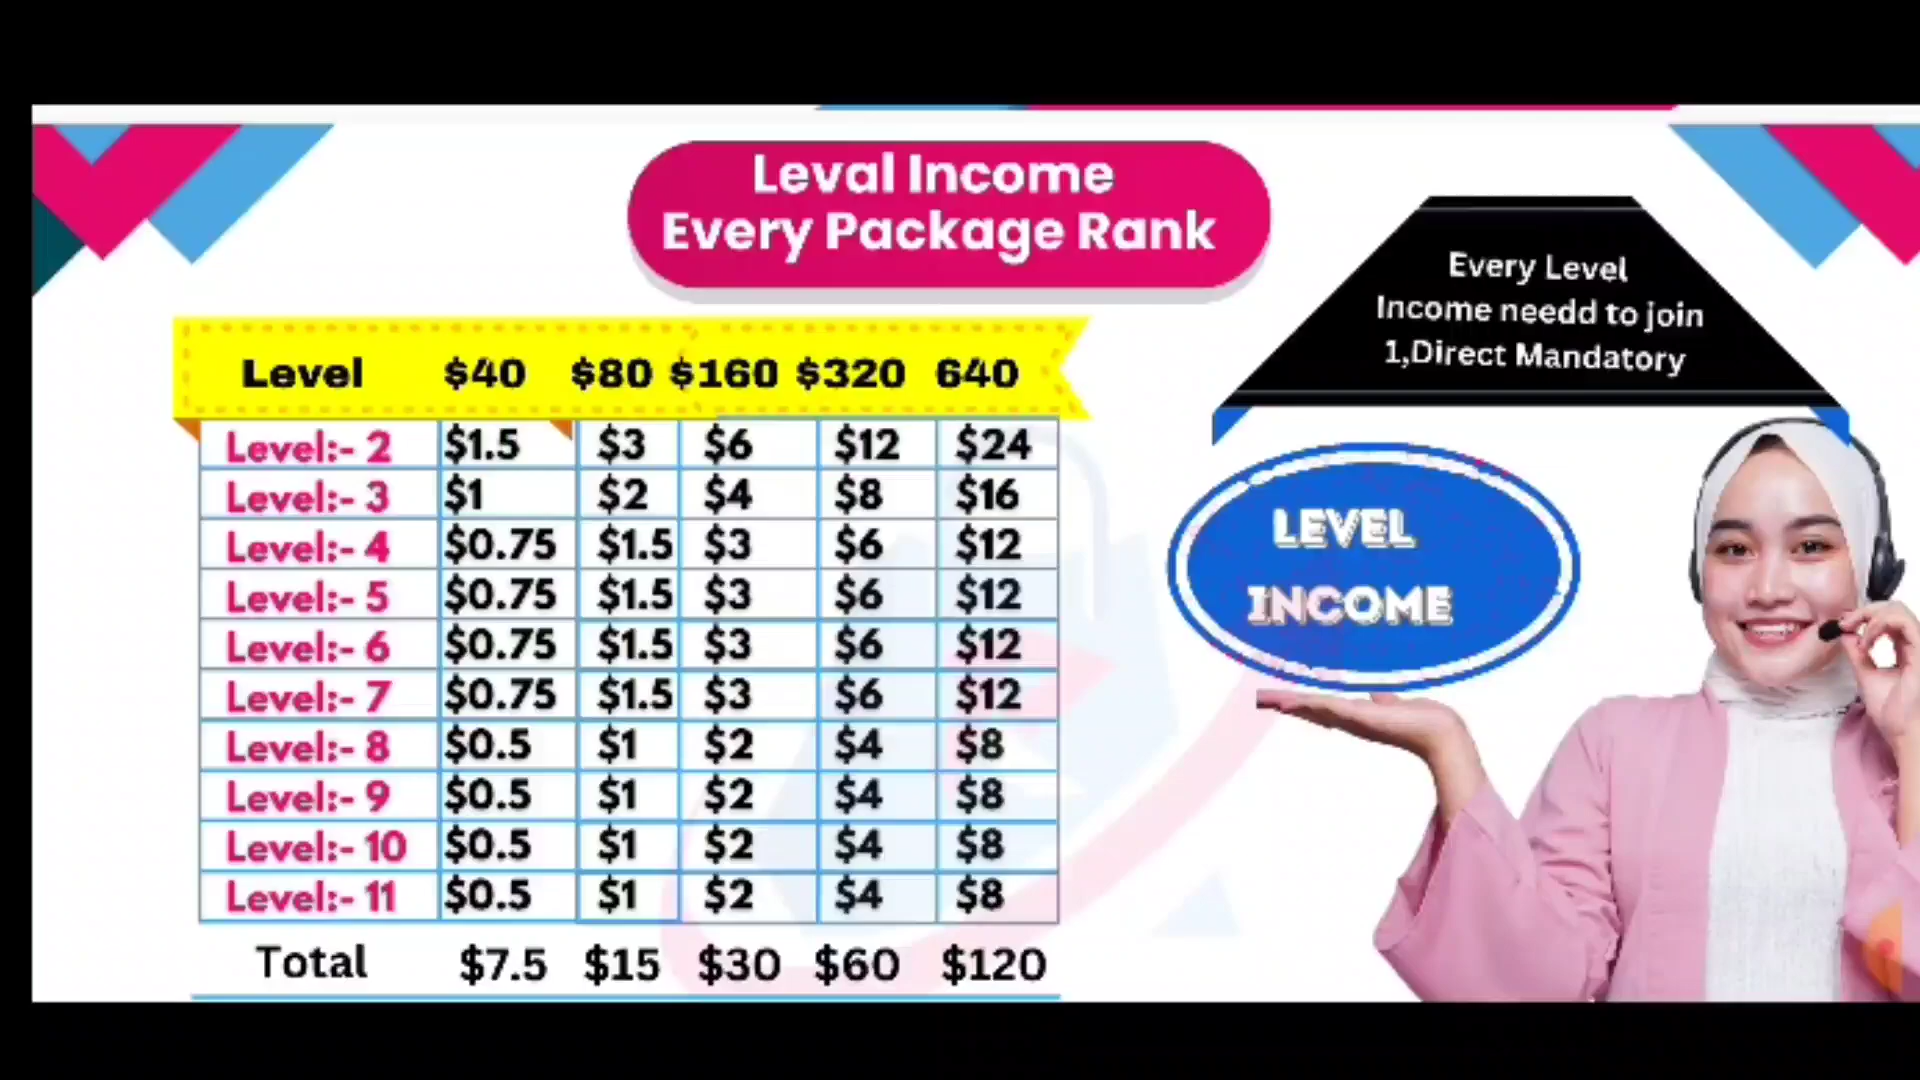 Leval Income
Every Package Rank
Every Level
Income needd to join
1,Direct Mandatory
Level $40 $80 $160 $320 640
Level:- 2 $1.5 $3 $6 $12 $24
Level:- 3 $1 $2 $4 $8 $16
Level:- 4 $0.75 $1.5 $3 $6 $12
Level:- 5 $0.75 $1.5 $3 $6 $12
Level:- 6 $0.75 $1.5 $3 $6 $12
Level:- 7 $0.75 $1.5 $3 $6 $12
Level:- 8 $0.5 $1 $2 $4 $8
Level:- 9 $0.5 $1 $2 $4 $8
Level:- 10 $0.5 $1 $2 $4 $8
Level:- 11 $0.5 $1 $2 $4 $8
Total $7.5 $15 $30 $60 $120
LEVEL
INCOME